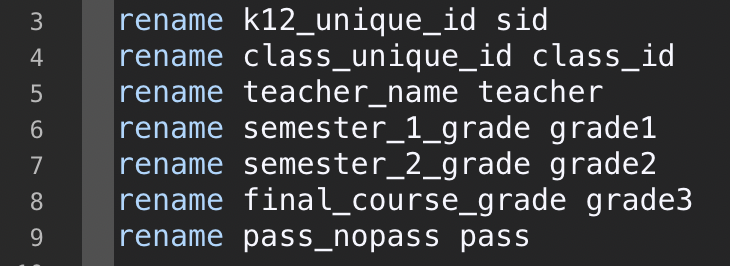 3 rename k12_unique_id sid
4 rename class_unique_id class_id
5 rename teacher_name teacher
6 rename semester_1_grade grade1
7 rename semester_2_grade grade2
8 rename final_course_grade grade3
9 rename pass_nopass pass